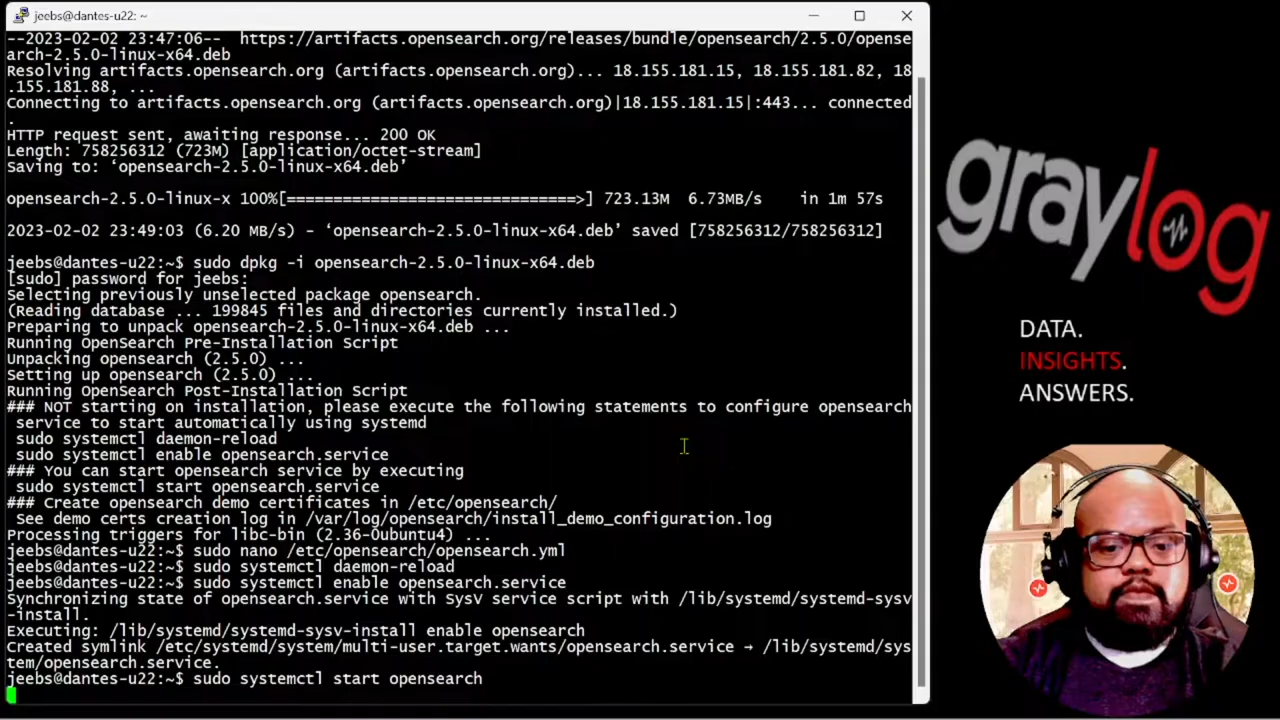 jeebs@dantes-u22: ~
--2023-02-02 23:47:06--  https://artifacts.opensearch.org/releases/bundle/opensearch/2.5.0/opense
arch-2.5.0-linux-x64.deb
Resolving artifacts.opensearch.org (artifacts.opensearch.org)... 18.155.181.15, 18.155.181.82, 18
.155.181.88, ...
Connecting to artifacts.opensearch.org (artifacts.opensearch.org)|18.155.181.15|:443... connected
.
HTTP request sent, awaiting response... 200 OK
Length: 758256312 (723M) [application/octet-stream]
Saving to: ‘opensearch-2.5.0-linux-x64.deb’
opensearch-2.5.0-linux-x 100%[===============================>] 723.13M  6.73MB/s    in 1m 57s
2023-02-02 23:49:03 (6.20 MB/s) - ‘opensearch-2.5.0-linux-x64.deb’ saved [758256312/758256312]
jeebs@dantes-u22:~$ sudo dpkg -i opensearch-2.5.0-linux-x64.deb
[sudo] password for jeebs:
Selecting previously unselected package opensearch.
(Reading database ... 199845 files and directories currently installed.)
Preparing to unpack opensearch-2.5.0-linux-x64.deb ...
Running OpenSearch Pre-Installation Script
Unpacking opensearch (2.5.0) ...
Setting up opensearch (2.5.0) ...
Running OpenSearch Post-Installation Script
### NOT starting on installation, please execute the following statements to configure opensearch
 service to start automatically using systemd
 sudo systemctl daemon-reload
 sudo systemctl enable opensearch.service
### You can start opensearch service by executing
 sudo systemctl start opensearch.service
### Create opensearch demo certificates in /etc/opensearch/
 See demo certs creation log in /var/log/opensearch/install_demo_configuration.log
Processing triggers for libc-bin (2.36-0ubuntu4) ...
jeebs@dantes-u22:~$ sudo nano /etc/opensearch/opensearch.yml
jeebs@dantes-u22:~$ sudo systemctl daemon-reload
jeebs@dantes-u22:~$ sudo systemctl enable opensearch.service
Synchronizing state of opensearch.service with SysV service script with /lib/systemd/systemd-sysv
-install.
Executing: /lib/systemd/systemd-sysv-install enable opensearch
Created symlink /etc/systemd/system/multi-user.target.wants/opensearch.service → /lib/systemd/sys
tem/opensearch.service.
jeebs@dantes-u22:~$ sudo systemctl start opensearch
graylog
DATA.
INSIGHTS.
ANSWERS.